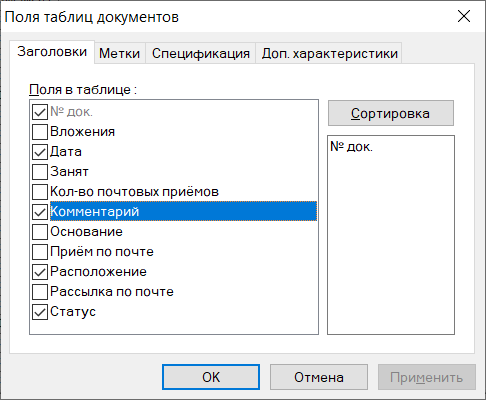 Поля таблиц документов
Заголовки Метки Спецификация Доп. характеристики
Поля в таблице :
№ док.
Вложения
Дата
Занят
Кол-во почтовых приёмов
Комментарий
Основание
Приём по почте
Расположение
Рассылка по почте
Статус
Сортировка
№ док.
OK Отмена Применить